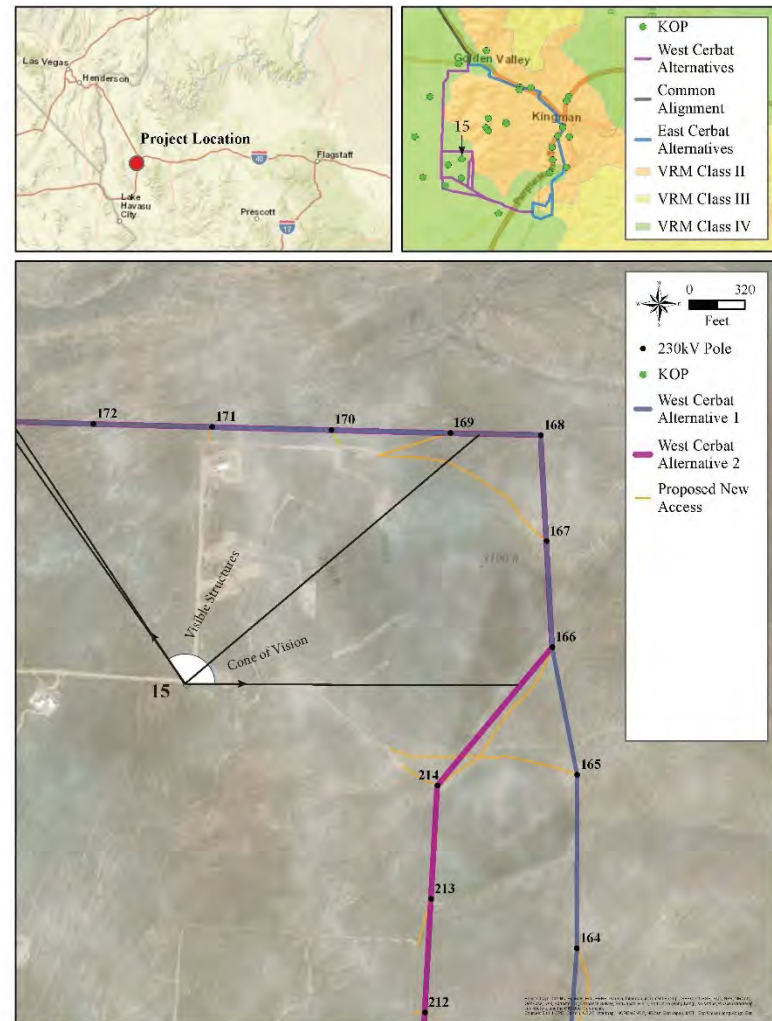 Las Vegas
Henderson
Project Location
40
Flagstaff
Lake
Havasu
City
Prescott
17
Golden Valley
Kingman
15
KOP
West Cerbat
Alternatives
Common
Alignment
East Cerbat
Alternatives
VRM Class II
VRM Class III
VRM Class IV
0 320
Feet
N
W E
S
230kV Pole
KOP
West Cerbat
Alternative 1
West Cerbat
Alternative 2
Proposed New
Access
172
171
170
169
168
167
3100 ft
166
Visible Structures
Cone of Vision
15
165
214
213
164
212